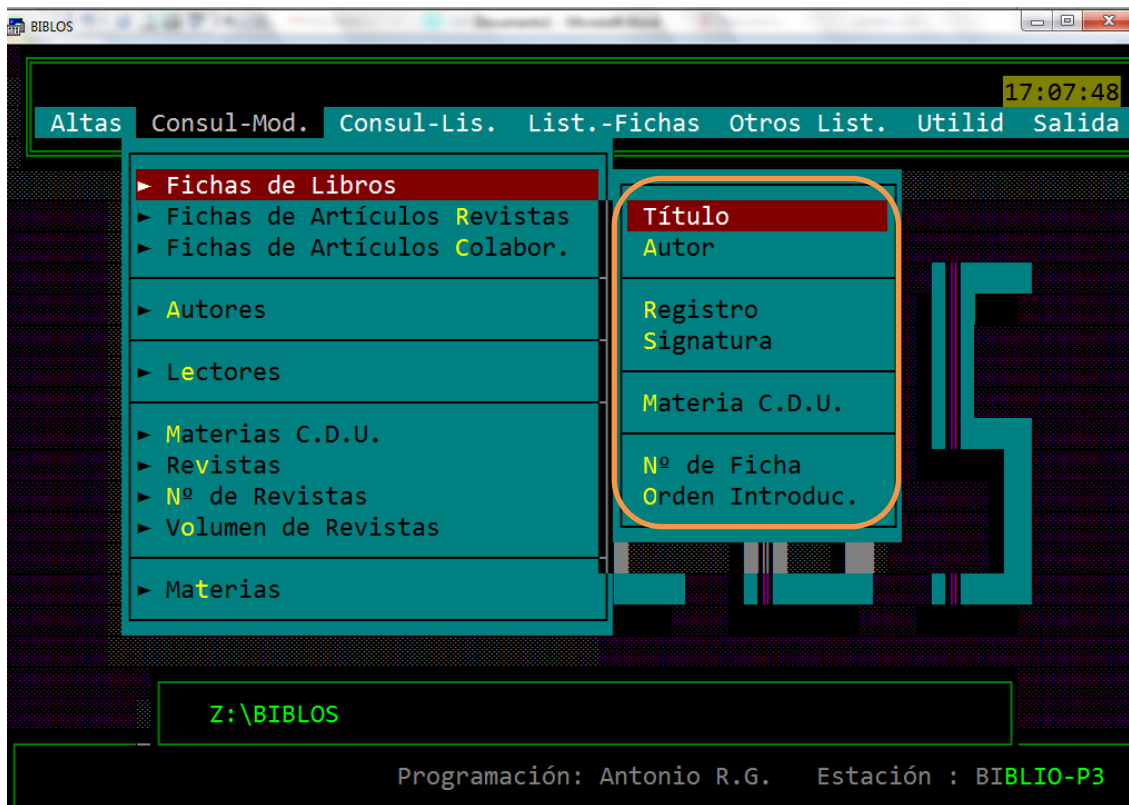 BIBLOS
17:07:48
Altas Consul-Mod. Consul-Lis. List.-Fichas Otros List. Utilid Salida
► Fichas de Libros
► Fichas de Artículos Revistas
► Fichas de Artículos Colabor.
► Autores
► Lectores
► Materias C.D.U.
► Revistas
► Nº de Revistas
► Volumen de Revistas
► Materias
Título
Autor
Registro
Signatura
Materia C.D.U.
Nº de Ficha
Orden Introduc.
Z:\BIBLOS
Programación: Antonio R.G. Estación : BIBLIO-P3